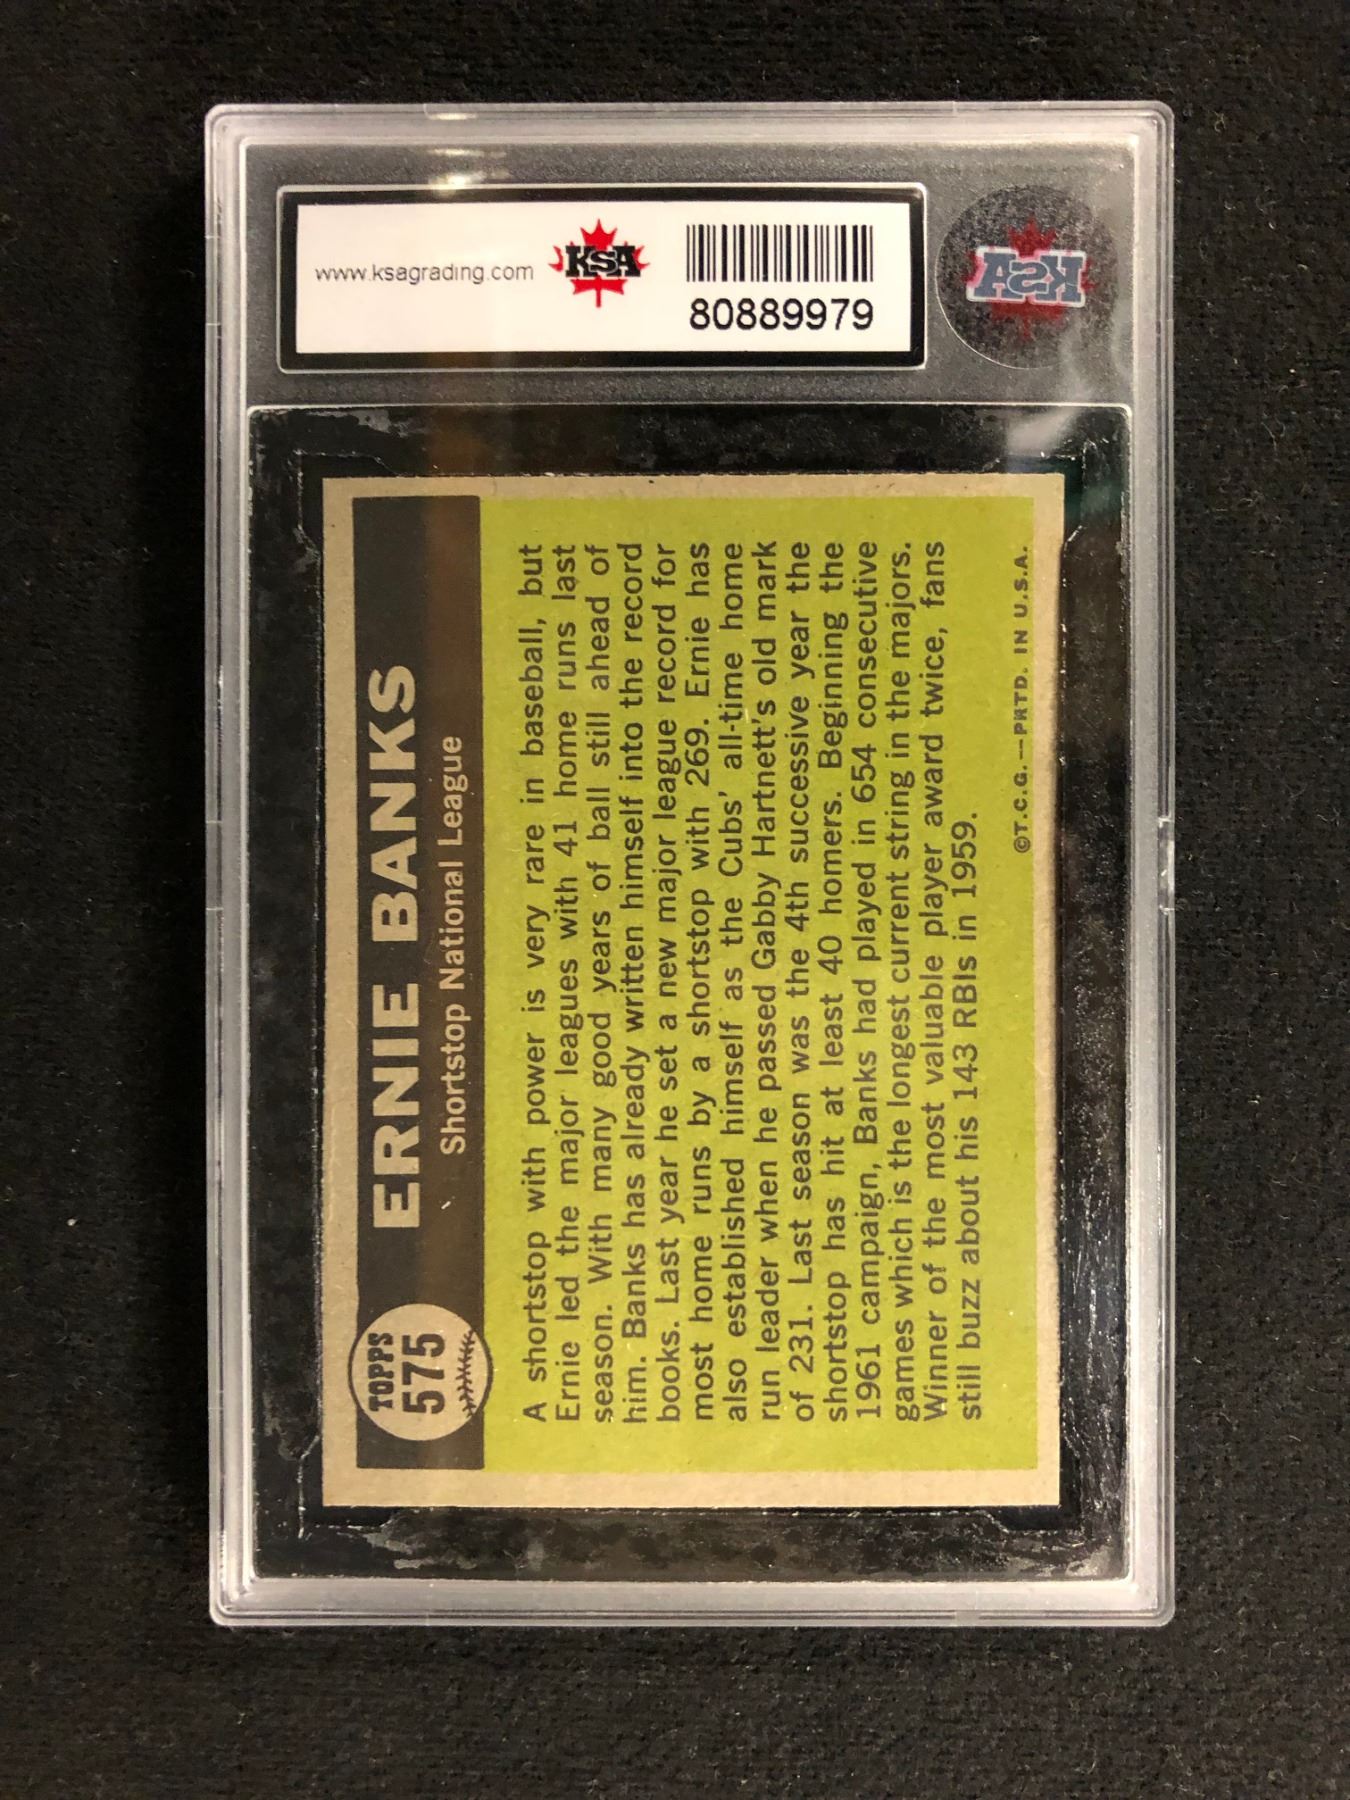 www.ksagrading.com
KSA
80889979
KSA
TOPPS
575
ERNIE BANKS
Shortstop National League
A shortstop with power is very rare in baseball, but
Ernie led the major leagues with 41 home runs last
season. With many good years of ball still ahead of
him. Banks has already written himself into the record
books. Last year he set a new major league record for
most home runs by a shortstop with 269. Ernie has
also established himself as the Cubs' all-time home
run leader when he passed Gabby Hartnett's old mark
of 231. Last season was the 4th successive year the
shortstop has hit at least 40 homers. Beginning the
1961 campaign, Banks had played in 654 consecutive
games which is the longest current string in the majors.
Winner of the most valuable player award twice, fans
still buzz about his 143 RBIs in 1959.
©T.C.G.—PRTD. IN U.S.A.